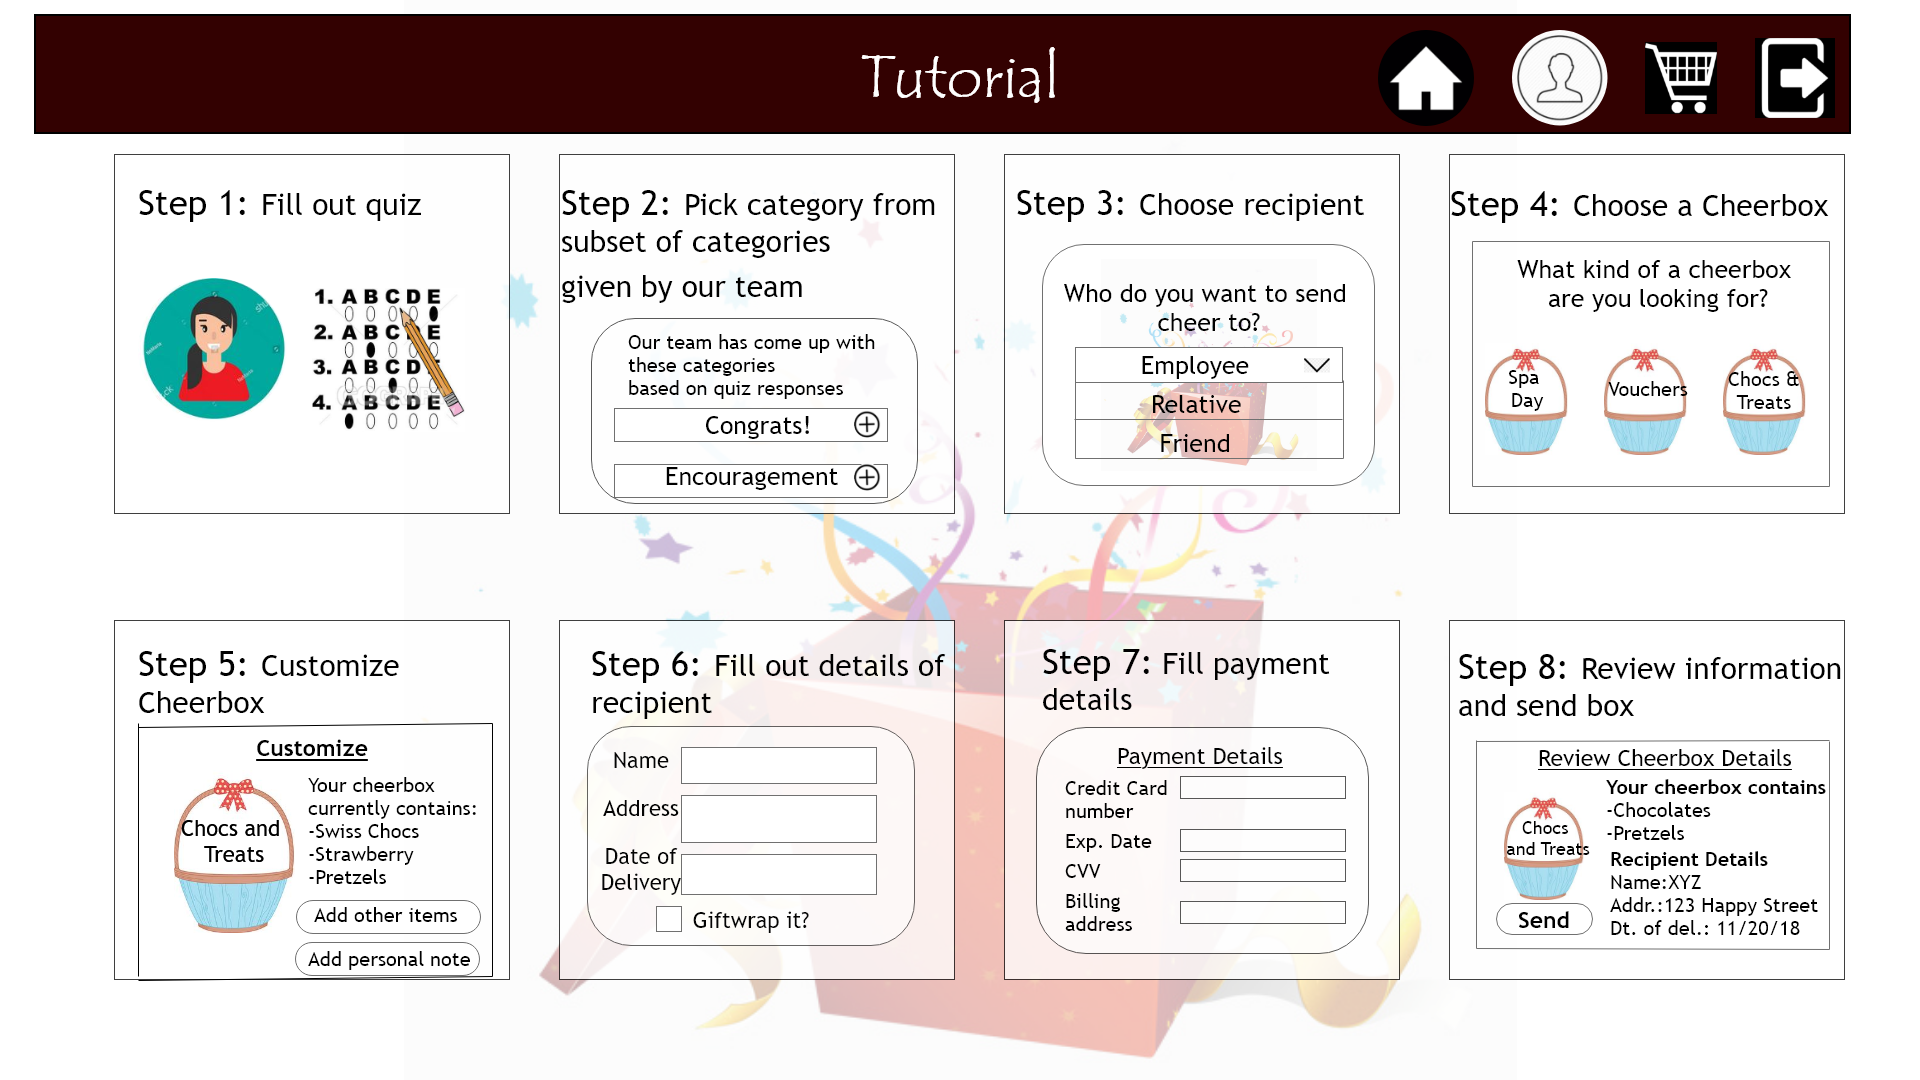 Tutorial
Step 1: Fill out quiz
1. A B C D E
2. A B C E
3. A B C D
4. A B C D E
Step 2: Pick category from
subset of categories
given by our team
Our team has come up with
these categories
based on quiz responses
Congrats!
Encouragement
Step 3: Choose recipient
Who do you want to send
cheer to?
Employee
Relative
Friend
Step 4: Choose a Cheerbox
What kind of a cheerbox
are you looking for?
Spa
Day
Vouchers
Chocs &
Treats
Step 5: Customize
Cheerbox
Customize
Chocs and
Treats
Your cheerbox
currently contains:
-Swiss Chocs
-Strawberry
-Pretzels
Add other items
Add personal note
Step 6: Fill out details of
recipient
Name
Address
Date of
Delivery
Giftwrap it?
Step 7: Fill payment
details
Payment Details
Credit Card
number
Exp. Date
CVV
Billing
address
Step 8: Review information
and send box
Review Cheerbox Details
Chocs
and Treats
Send
Your cheerbox contains
-Chocolates
-Pretzels
Recipient Details
Name:XYZ
Addr.:123 Happy Street
Dt. of del.: 11/20/18